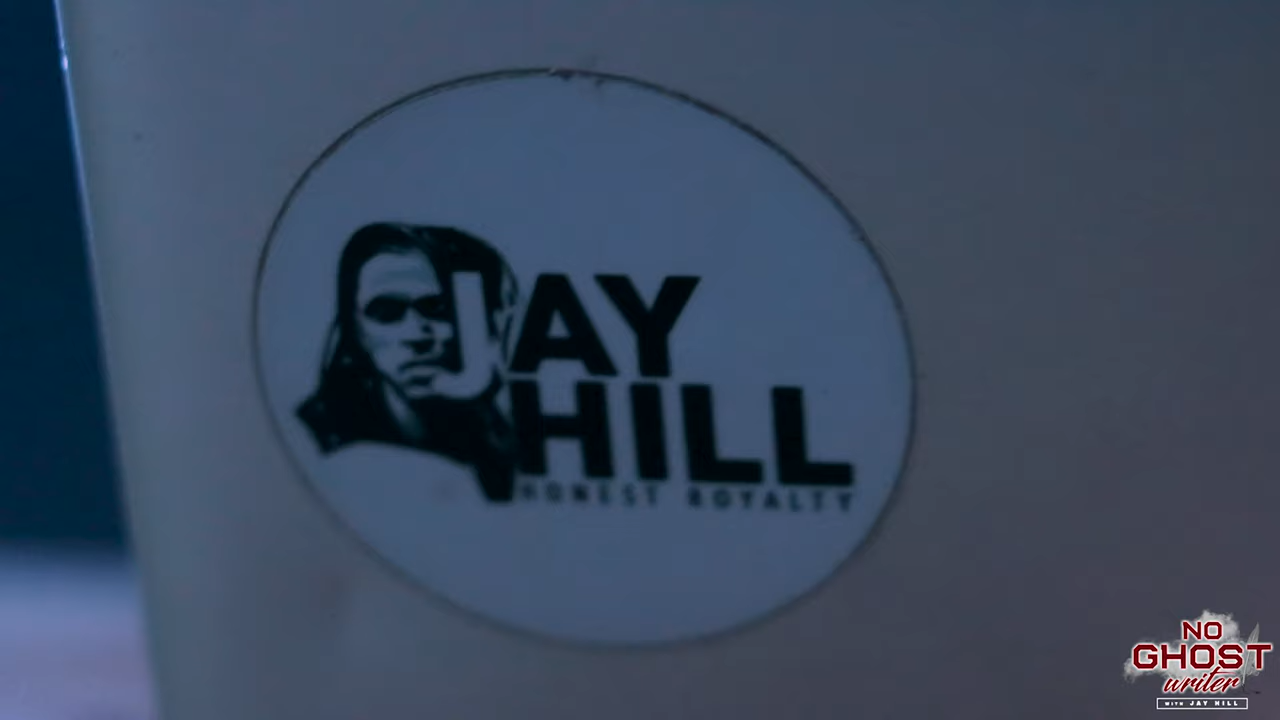 JAY
HILL
HONEST ROYALTY
NO
GHOST
writer
WITH JAY HILL